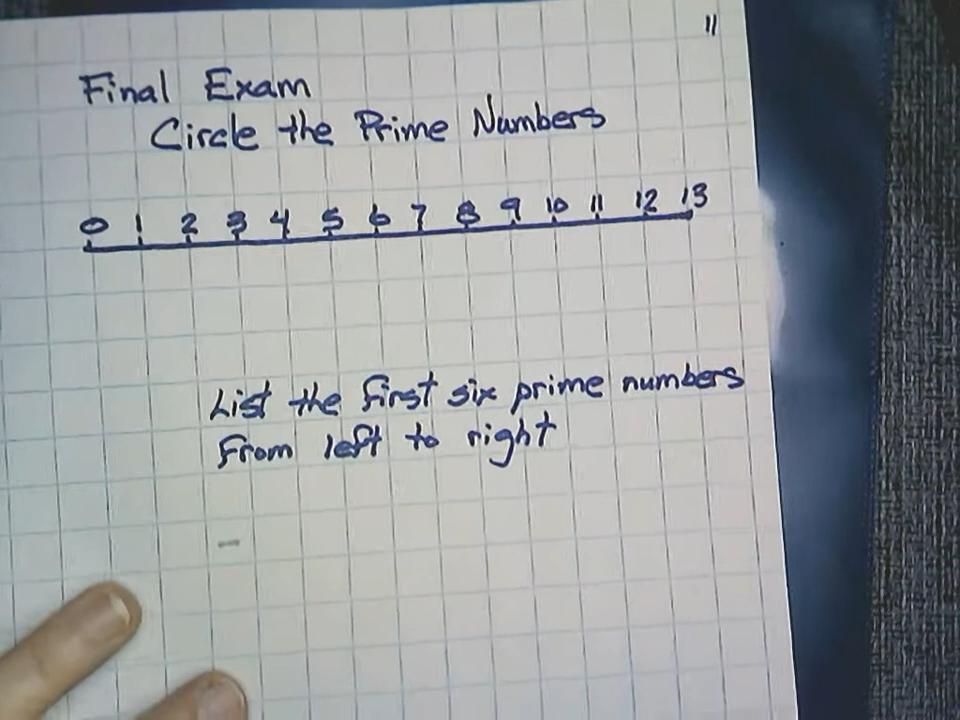 11
Final Exam
Circle the Prime Numbers
0 1 2 3 4 5 6 7 8 9 10 11 12 13
List the first six prime numbers
From left to right